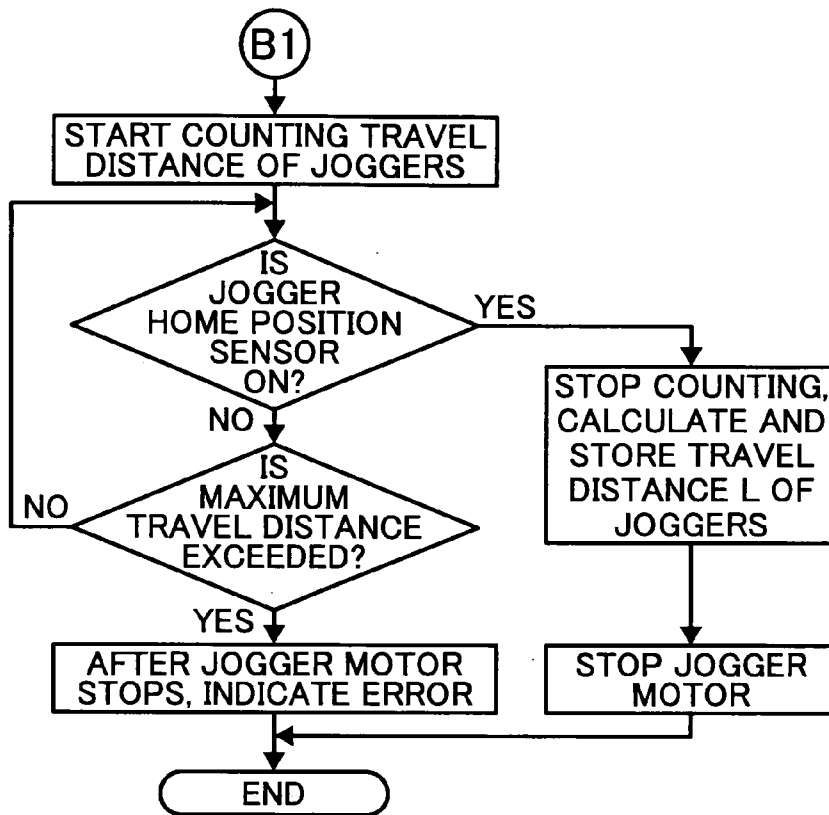 B1
START COUNTING TRAVEL
DISTANCE OF JOGGERS
IS
JOGGER
HOME POSITION
SENSOR
ON?
YES
NO
STOP COUNTING,
CALCULATE AND
STORE TRAVEL
DISTANCE L OF
JOGGERS
IS
MAXIMUM
TRAVEL DISTANCE
EXCEEDED?
NO
YES
AFTER JOGGER MOTOR
STOPS, INDICATE ERROR
STOP JOGGER
MOTOR
END